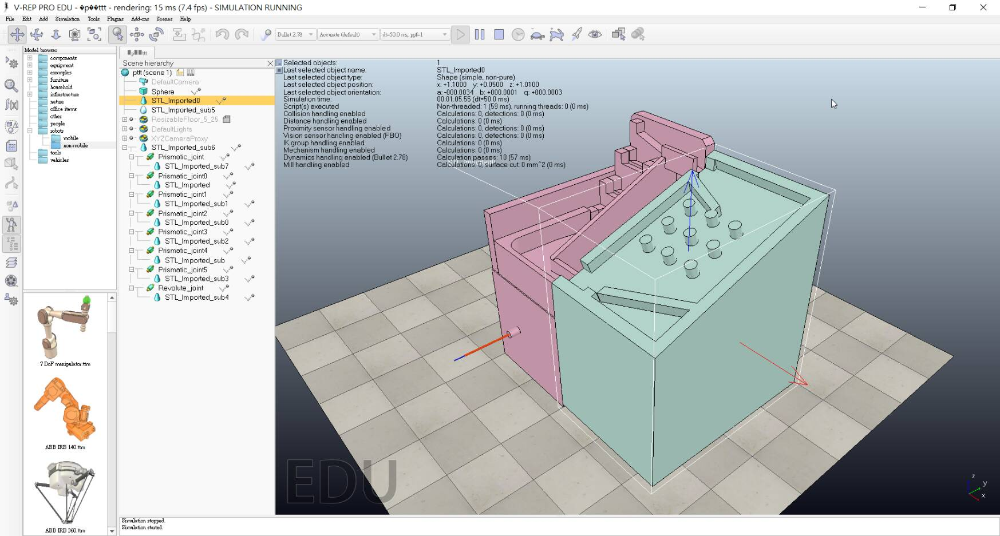 V-REP PRO EDU - �p��ttt - rendering: 15 ms (7.4 fps) - SIMULATION RUNNING
File Edit Add Simulation Tools Plugins Add-ons Scenes Help
Bullet 2.78 Accurate (default) dt=50.0 ms, ppf=1
Model browser
components
equipment
examples
furniture
household
infrastructure
nature
office items
other
people
robots
mobile
non-mobile
tools
vehicles
7 DoF manipulator.ttm
ABB IRB 140.ttm
ABB IRB 360.ttm
Scene hierarchy
pttt (scene 1)
DefaultCamera
Sphere
STL_Imported0
STL_Imported_sub5
ResizableFloor_5_25
DefaultLights
XYZCameraProxy
STL_Imported_sub6
Prismatic_joint
STL_Imported_sub7
Prismatic_joint0
STL_Imported
Prismatic_joint1
STL_Imported_sub1
Prismatic_joint2
STL_Imported_sub0
Prismatic_joint3
STL_Imported_sub2
Prismatic_joint4
STL_Imported_sub
Prismatic_joint5
STL_Imported_sub3
Revolute_joint
STL_Imported_sub4
Selected objects: 1
Last selected object name: STL_Imported0
Last selected object type: Shape (simple, non-pure)
Last selected object position: x: +1.1000 y: +0.0500 z: +1.0100
Last selected object orientation: a: -000.0034 b: +000.0001 g: +000.0003
Simulation time: 00:01:05.55 (dt=50.0 ms)
Script(s) executed Non-threaded: 1 (59 ms), running threads: 0 (0 ms)
Collision handling enabled Calculations: 0, detections: 0 (0 ms)
Distance handling enabled Calculations: 0 (0 ms)
Proximity sensor handling enabled Calculations: 0, detections: 0 (0 ms)
Vision sensor handling enabled (FBO) Calculations: 0, detections: 0 (0 ms)
IK group handling enabled Calculations: 0 (0 ms)
Mechanism handling enabled Calculations: 0 (0 ms)
Dynamics handling enabled (Bullet 2.78) Calculation passes: 10 (57 ms)
Mill handling enabled Calculations: 0, surface cut: 0 mm^2 (0 ms)
EDU
z
y
x
Simulation stopped.
Simulation started.